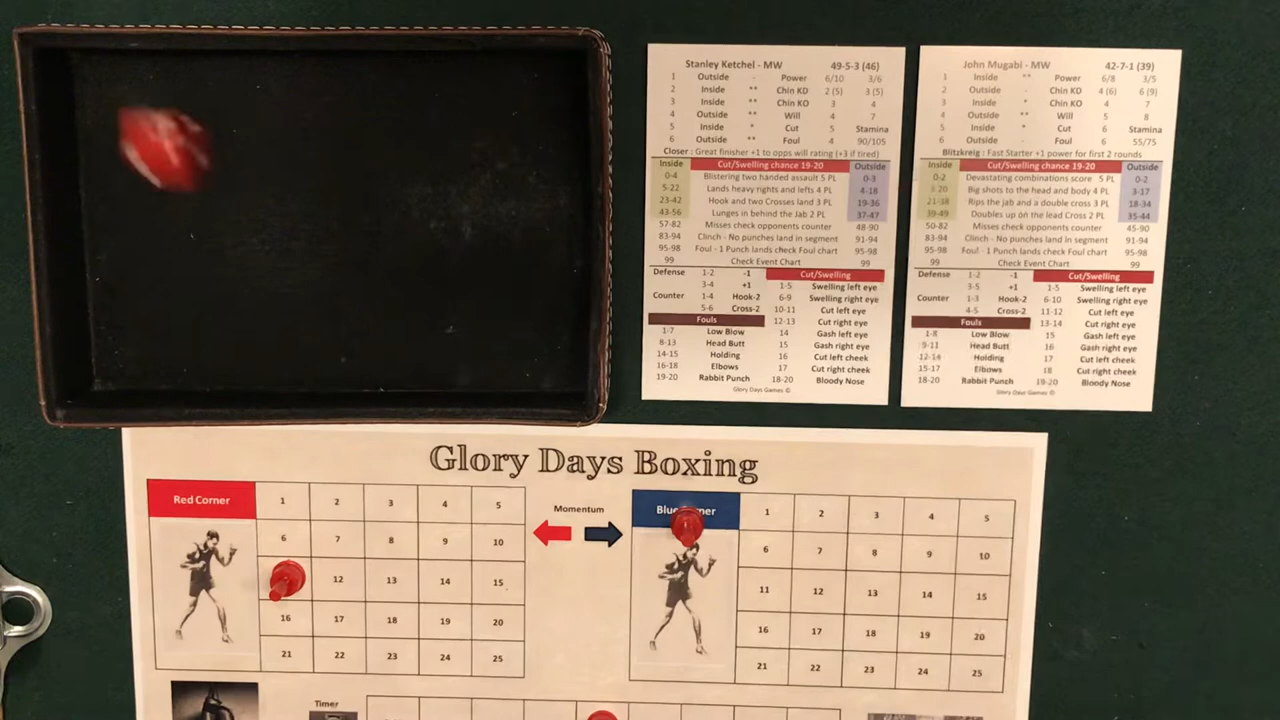 Stanley Ketchel - MW 49-5-3 (46)
1 Outside - Power 6/10 3/6
2 Inside ** Chin KD 2 (5) 3 (5)
3 Inside ** Chin KO 3 4
4 Outside ** Will 4 7
5 Inside * Cut 5 Stamina
6 Outside ** Foul 4 90/105
Closer : Great finisher +1 to opps will rating (+3 if tired)
Inside Cut/Swelling chance 19-20 Outside
0-4 Blistering two handed assault 5 PL 0-3
5-22 Lands heavy rights and lefts 4 PL 4-18
23-42 Hook and two Crosses land 3 PL 19-36
43-56 Lunges in behind the Jab 2 PL 37-47
57-82 Misses check opponents counter 48-90
83-94 Clinch - No punches land in segment 91-94
95-98 Foul - 1 Punch lands check Foul chart 95-98
99 Check Event Chart 99
Defense 1-2 -1 Cut/Swelling
3-4 +1 1-5 Swelling left eye
Counter 1-4 Hook-2 6-9 Swelling right eye
5-6 Cross-2 10-11 Cut left eye
Fouls 12-13 Cut right eye
1-7 Low Blow 14 Gash left eye
8-13 Head Butt 15 Gash right eye
14-15 Holding 16 Cut left cheek
16-18 Elbows 17 Cut right cheek
19-20 Rabbit Punch 18-20 Bloody Nose
Glory Days Games ©
John Mugabi - MW 42-7-1 (39)
1 Inside ** Power 6/8 3/5
2 Outside - Chin KD 4 (6) 6 (9)
3 Inside * Chin KO 4 7
4 Outside ** Will 5 8
5 Inside * Cut 6 Stamina
6 Outside - Foul 6 55/75
Blitzkreig : Fast Starter +1 power for first 2 rounds
Inside Cut/Swelling chance 19-20 Outside
0-2 Devastating combinations score 5 PL 0-2
20 Big shots to the head and body 4 PL 3-17
21-38 Rips the jab and a double cross 3 PL 18-34
39-49 Doubles up on the lead Cross 2 PL 35-44
50-82 Misses check opponents counter 45-90
83-94 Clinch - No punches land in segment 91-94
95-98 Foul - 1 Punch lands check Foul chart 95-98
99 Check Event Chart 99
Defense 1-2 -1 Cut/Swelling
3-5 +1 1-5 Swelling left eye
Counter 1-3 Hook-2 6-10 Swelling right eye
4-5 Cross-2 11-12 Cut left eye
Fouls 13-14 Cut right eye
1-8 Low Blow 15 Gash left eye
9-11 Head Butt 16 Gash right eye
12-14 Holding 17 Cut left cheek
15-17 Elbows 18 Cut right cheek
18-20 Rabbit Punch 19-20 Bloody Nose
Glory Days Games ©
Glory Days Boxing
Red Corner 1 2 3 4 5
6 7 8 9 10
12 13 14 15
16 17 18 19 20
21 22 23 24 25
Momentum
Blue Corner 1 2 3 4 5
6 7 8 9 10
11 12 13 14 15
16 17 18 19 20
21 22 23 24 25
Timer